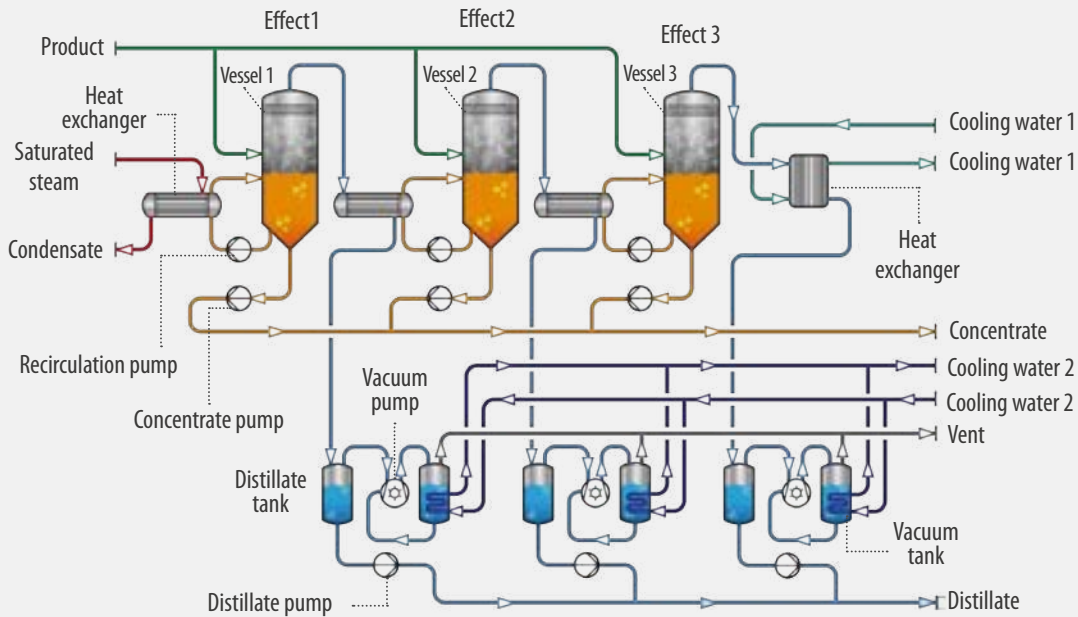 Effect1
Effect2
Effect 3
Product
Vessel 1
Vessel 2
Vessel 3
Heat
exchanger
Saturated
steam
Condensate
Cooling water 1
Cooling water 1
Heat
exchanger
Concentrate
Recirculation pump
Concentrate pump
Vacuum
pump
Cooling water 2
Cooling water 2
Vent
Distillate
tank
Vacuum
tank
Distillate pump
Distillate